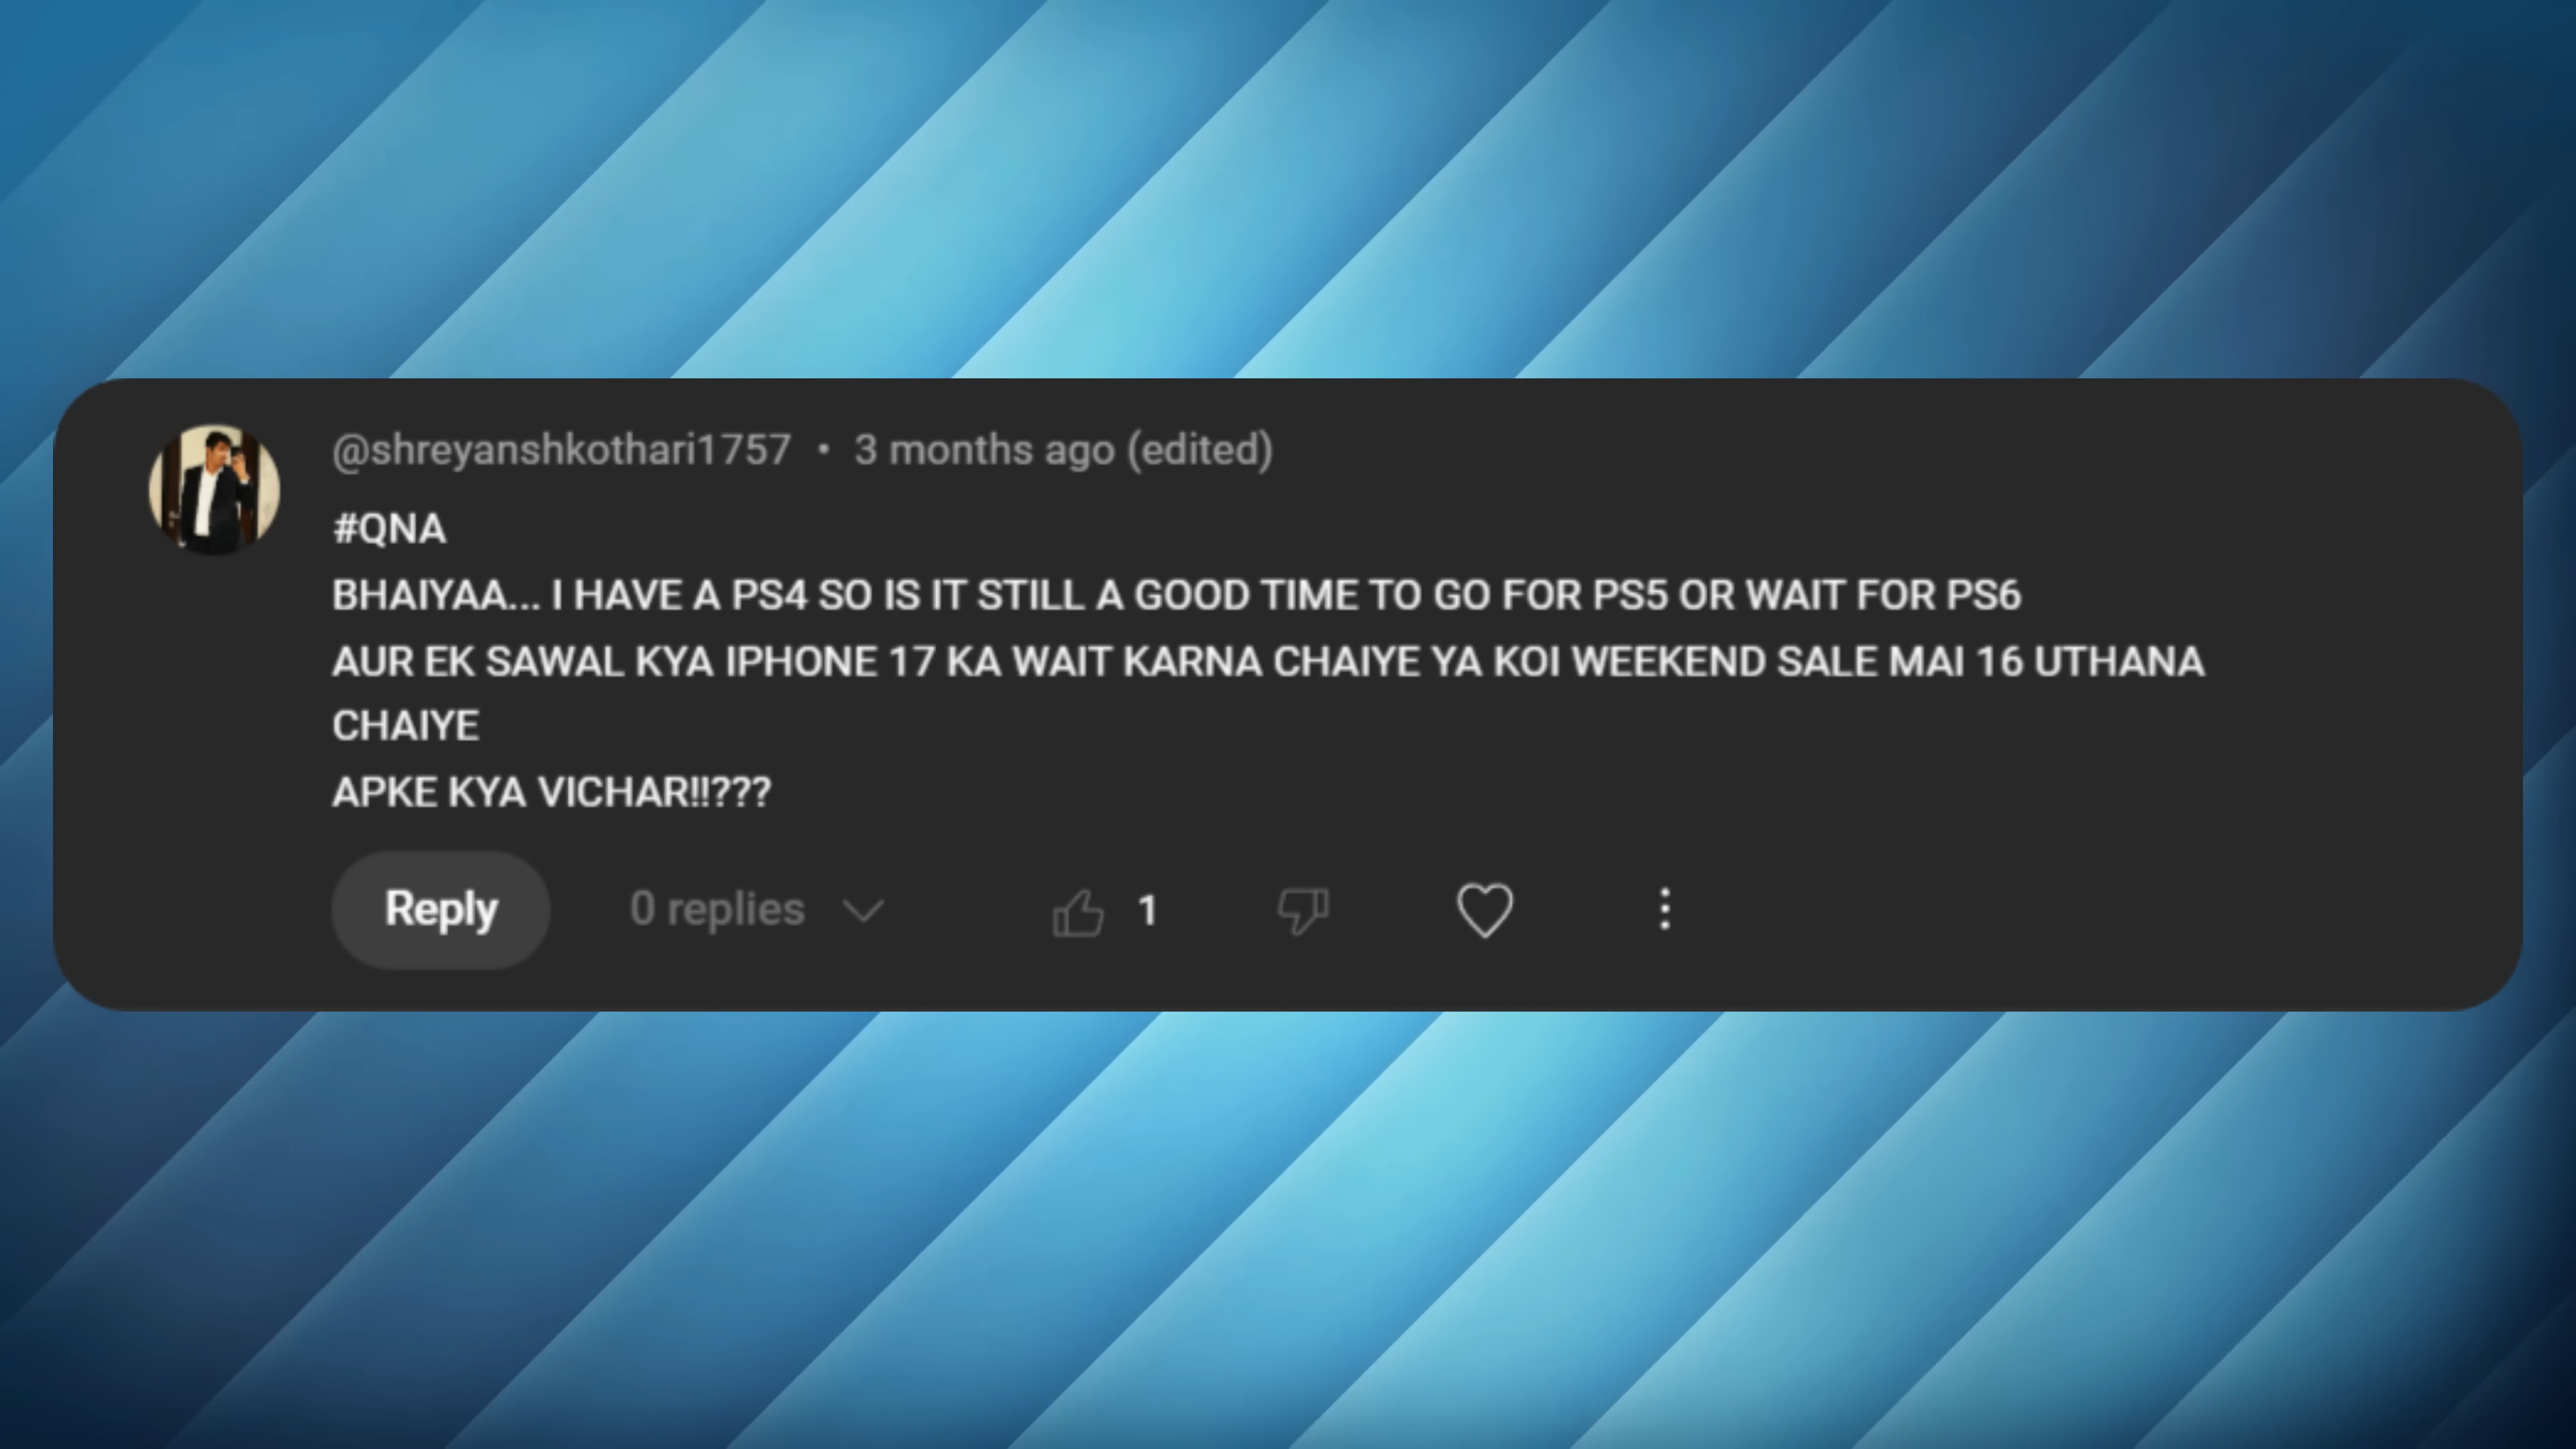 @shreyanshkothari1757 • 3 months ago (edited)
#QNA
BHAIYAA... I HAVE A PS4 SO IS IT STILL A GOOD TIME TO GO FOR PS5 OR WAIT FOR PS6
AUR EK SAWAL KYA IPHONE 17 KA WAIT KARNA CHAIYE YA KOI WEEKEND SALE MAI 16 UTHANA
CHAIYE
APKE KYA VICHAR!!???
Reply 0 replies 1